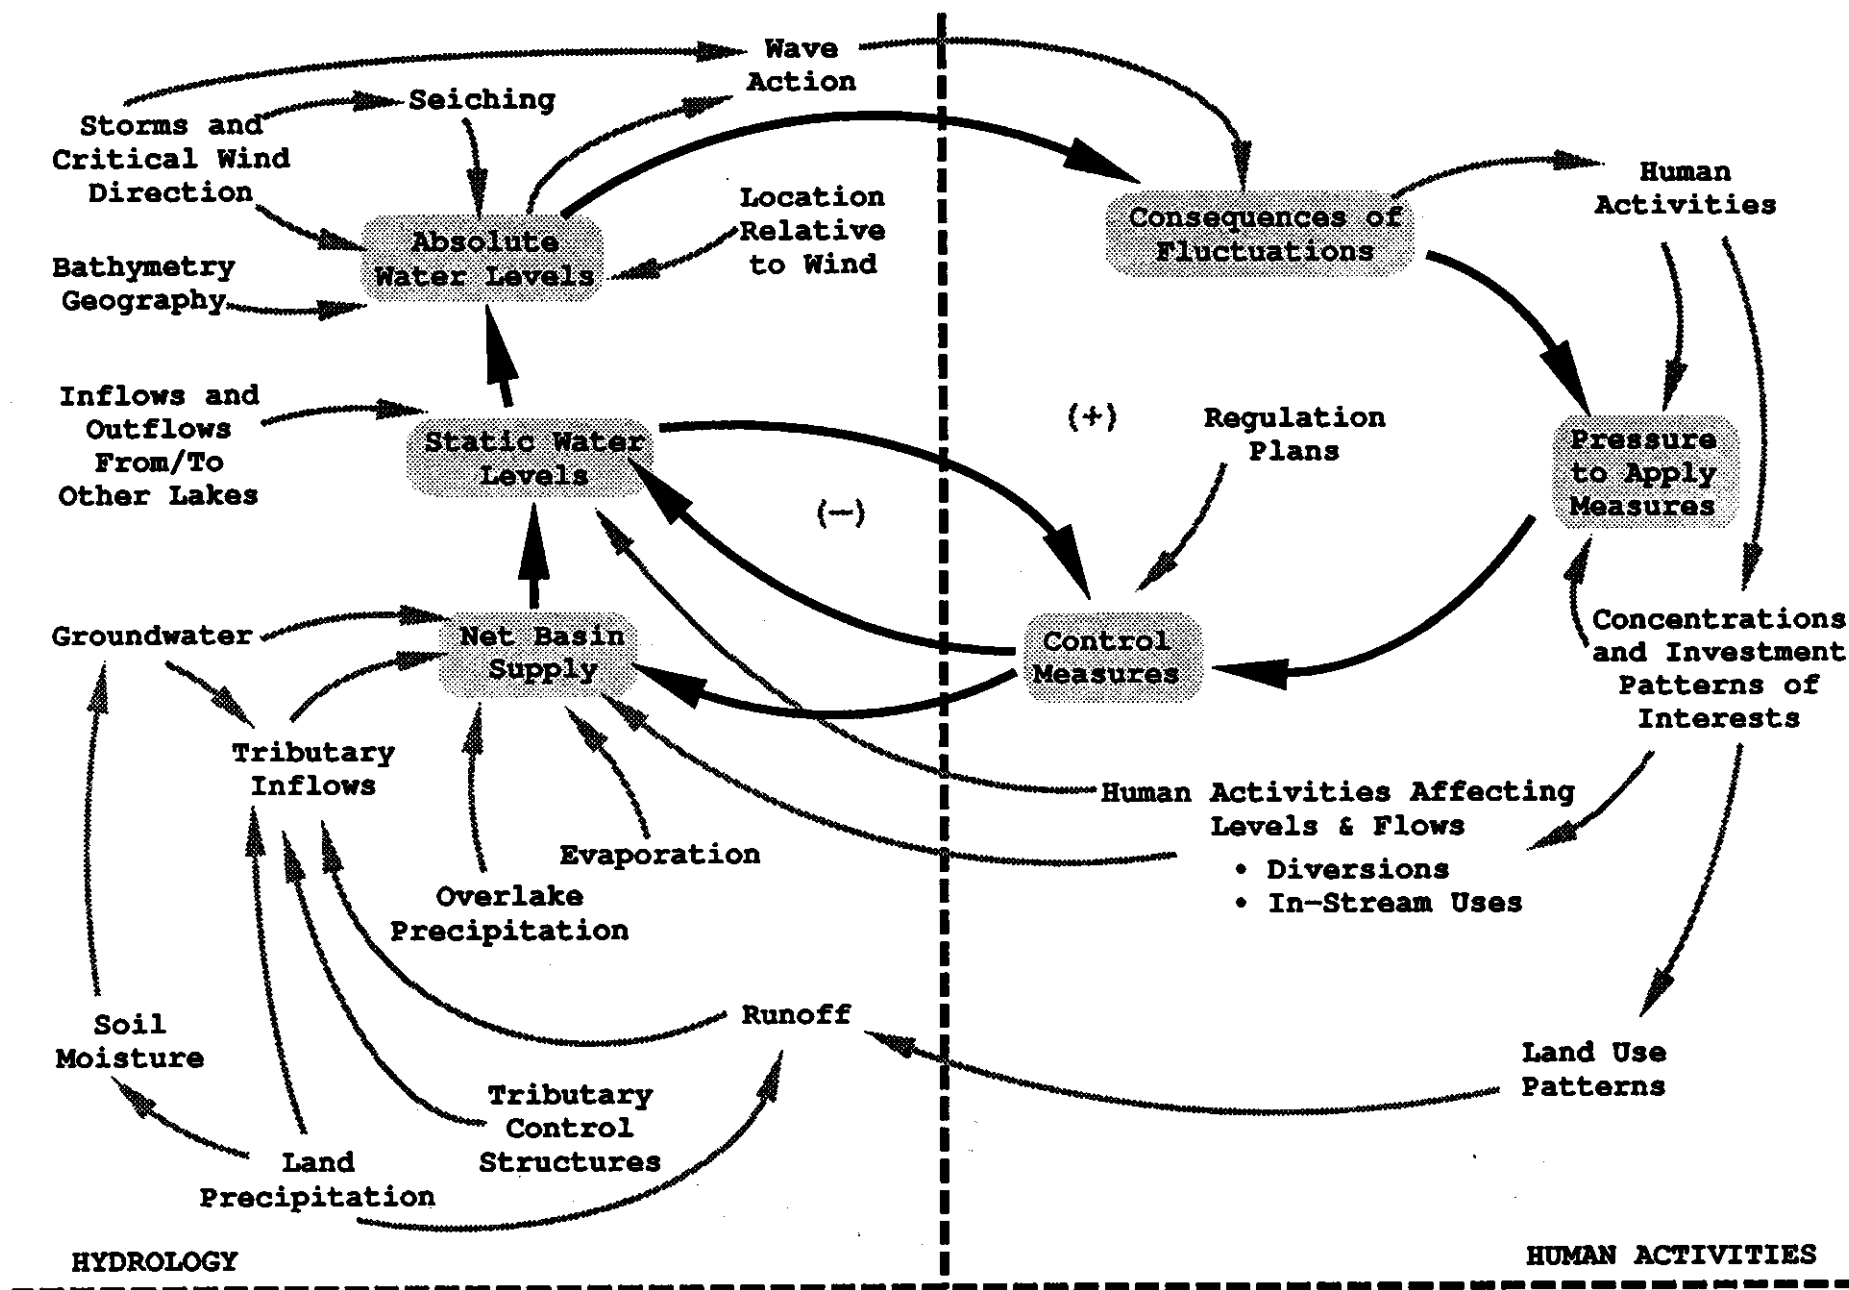 Wave
Action
Seiching
Storms and
Critical Wind
Direction
Location
Relative
to Wind
Absolute
Water Levels
Bathymetry
Geography
Consequences of
Fluctuations
Human
Activities
Inflows and
Outflows
From/To
Other Lakes
Static Water
Levels
(+)
(—)
Regulation
Plans
Pressure
to Apply
Measures
Groundwater
Net Basin
Supply
Control
Measures
Concentrations
and Investment
Patterns of
Interests
Tributary
Inflows
Human Activities Affecting
Levels & Flows
• Diversions
• In-Stream Uses
Evaporation
Overlake
Precipitation
Soil
Moisture
Runoff
Land Use
Patterns
Tributary
Control
Structures
Land
Precipitation
HYDROLOGY
HUMAN ACTIVITIES